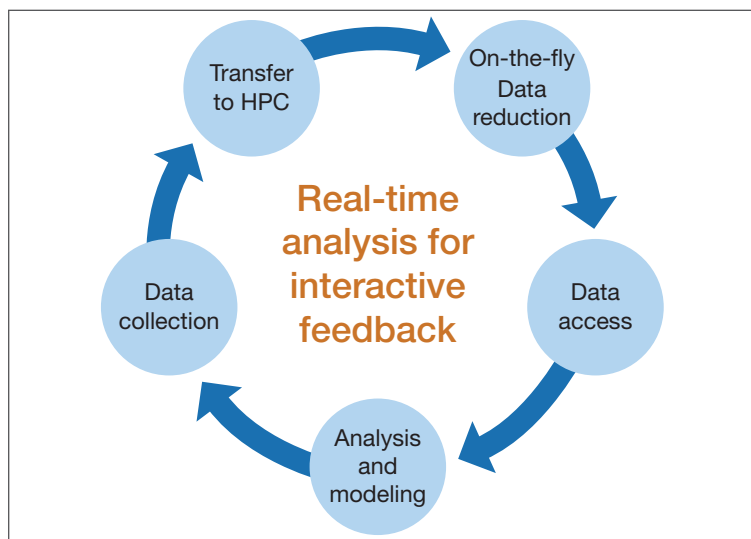 Transfer
to HPC
On-the-fly
Data
reduction
Real-time
analysis for
interactive
feedback
Data
collection
Data
access
Analysis
and
modeling